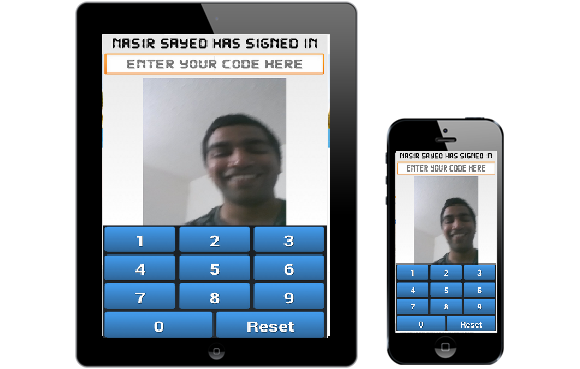 NASIR SAYED HAS SIGNED IN
ENTER YOUR CODE HERE
1 2 3
4 5 6
7 8 9
0 Reset
NASIR SAYED HAS SIGNED IN
ENTER YOUR CODE HERE
1 2 3
4 5 6
7 8 9
0 Reset